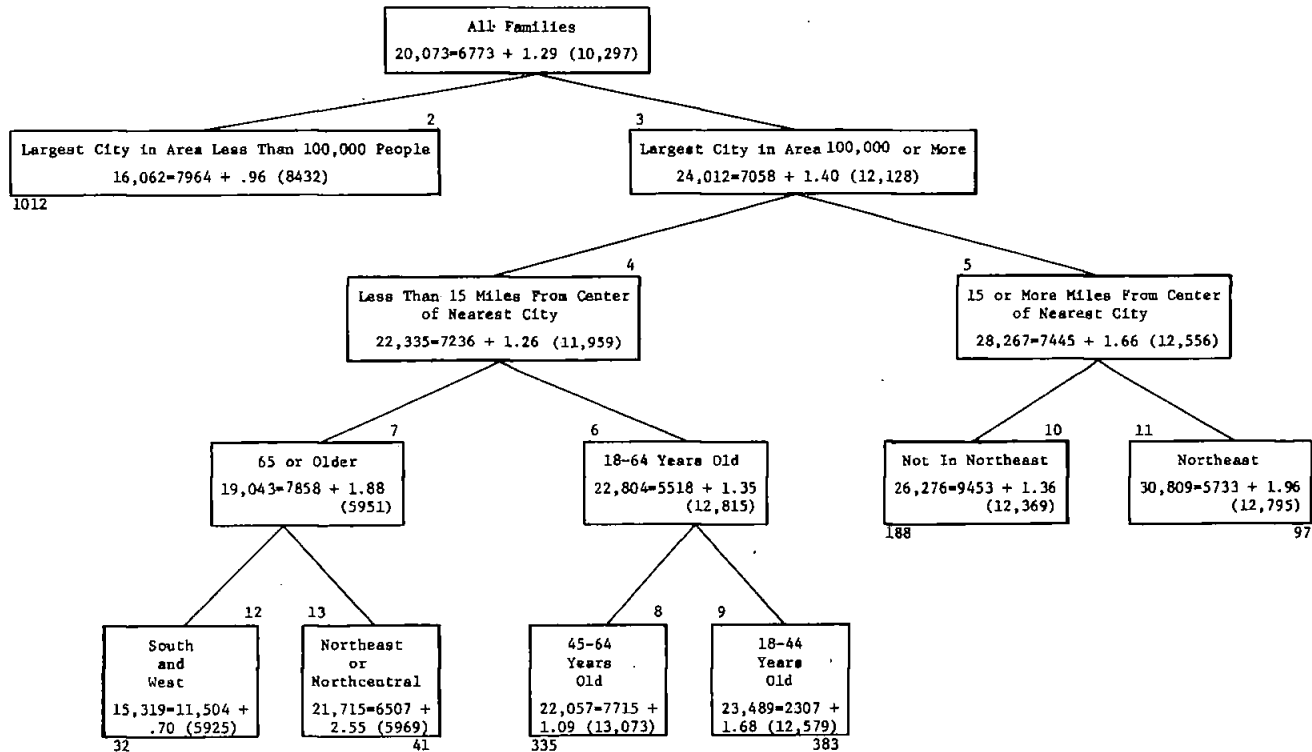 All Families
20,073=6773 + 1.29 (10,297)
2
Largest City in Area Less Than 100,000 People
16,062=7964 + .96 (8432)
1012
3
Largest City in Area 100,000 or More
24,012=7058 + 1.40 (12,128)
4
Less Than 15 Miles From Center
of Nearest City
22,335=7236 + 1.26 (11,959)
5
15 or More Miles From Center
of Nearest City
28,267=7445 + 1.66 (12,556)
7
65 or Older
19,043=7858 + 1.88
(5951)
6
18-64 Years Old
22,804=5518 + 1.35
(12,815)
10
Not In Northeast
26,276=9453 + 1.36
(12,369)
188
11
Northeast
30,809=5733 + 1.96
(12,795)
97
12
South
and
West
15,319=11,504 +
.70 (5925)
32
13
Northeast
or
Northcentral
21,715=6507 +
2.55 (5969)
41
8
45-64
Years
Old
22,057=7715 +
1.09 (13,073)
335
9
18-44
Years
Old
23,489=2307 +
1.68 (12,579)
383